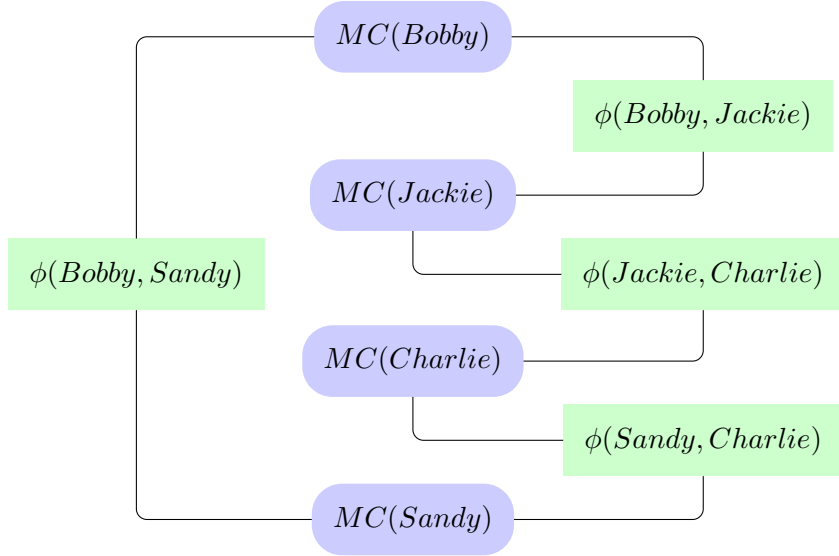 MC(Bobby)
ϕ(Bobby, Jackie)
MC(Jackie)
ϕ(Bobby, Sandy)
ϕ(Jackie, Charlie)
MC(Charlie)
ϕ(Sandy, Charlie)
MC(Sandy)